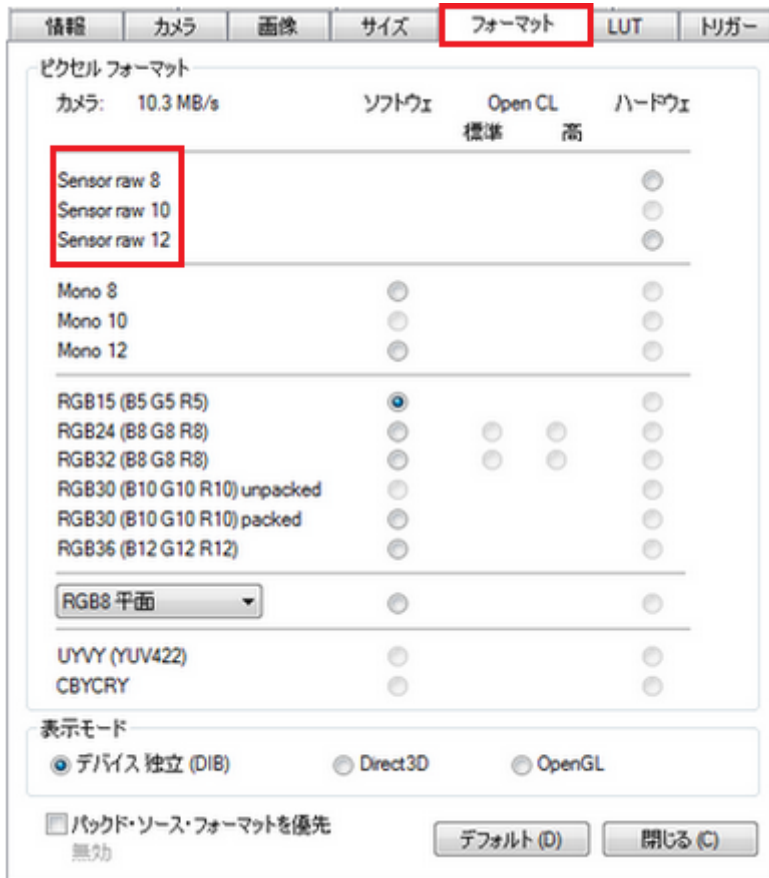 情報 カメラ 画像 サイズ フォーマット LUT トリガー
ピクセル フォーマット
カメラ: 10.3 MB/s ソフトウェ Open CL ハードウェ
標準 高
Sensor raw 8
Sensor raw 10
Sensor raw 12
Mono 8
Mono 10
Mono 12
RGB15 (B5 G5 R5)
RGB24 (B8 G8 R8)
RGB32 (B8 G8 R8)
RGB30 (B10 G10 R10) unpacked
RGB30 (B10 G10 R10) packed
RGB36 (B12 G12 R12)
RGB8 平面
UYVY (YUV422)
CBYCRY
表示モード
デバイス 独立 (DIB) Direct3D OpenGL
パックド・ソース・フォーマットを優先
無効
デフォルト (D) 閉じる (C)